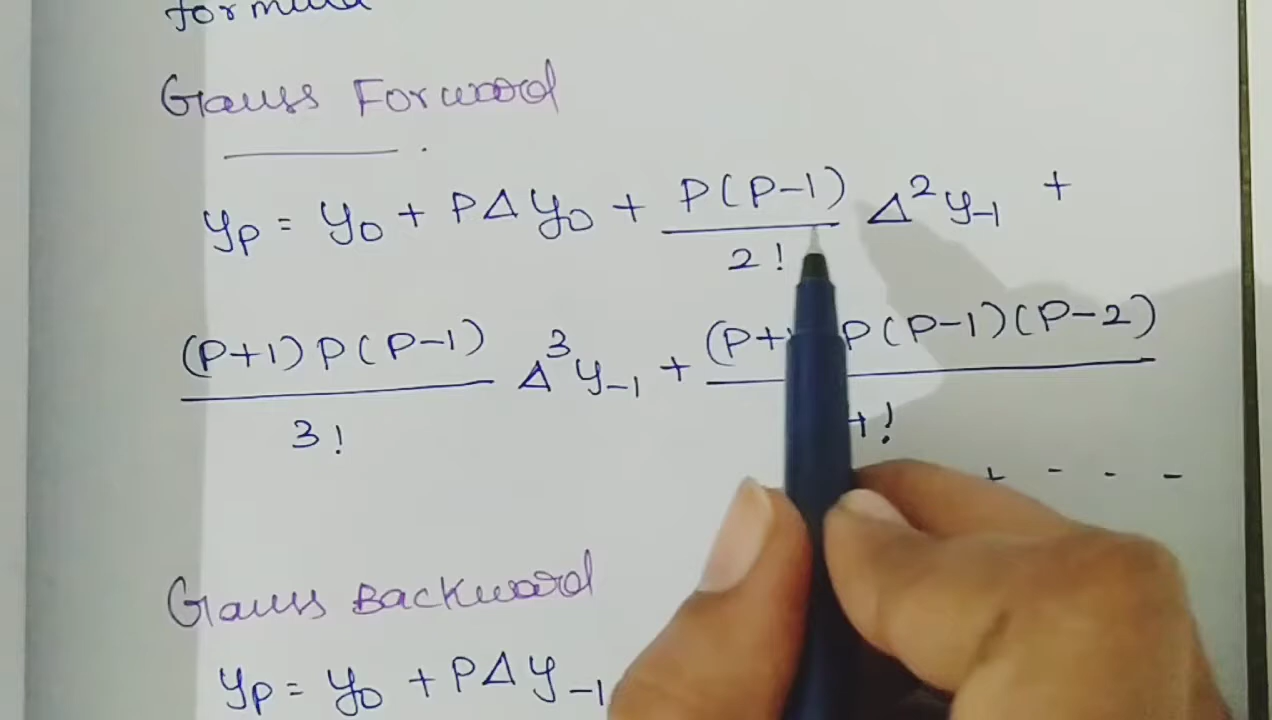 formula
Gauss Forward
yp = y0 + PΔy0 + P(P-1)/2! Δ²y-1 +
(P+1)P(P-1)/3! Δ³y-1 + (P+ P(P-1)(P-2)/ !
+ - - - -
Gauss Backward
yp = y0 + PΔy-1